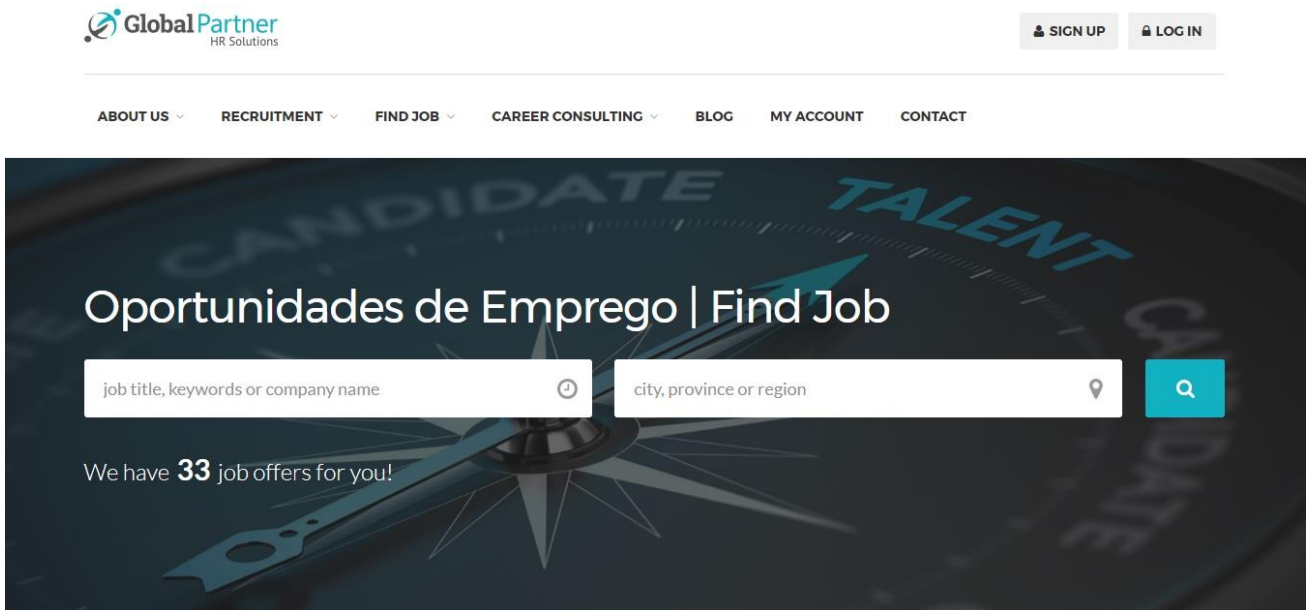 Global Partner
HR Solutions
SIGN UP LOG IN
ABOUT US RECRUITMENT FIND JOB CAREER CONSULTING BLOG MY ACCOUNT CONTACT
CANDIDATE
TALENT
CANDIDATE
Oportunidades de Emprego | Find Job
job title, keywords or company name
city, province or region
We have 33 job offers for you!